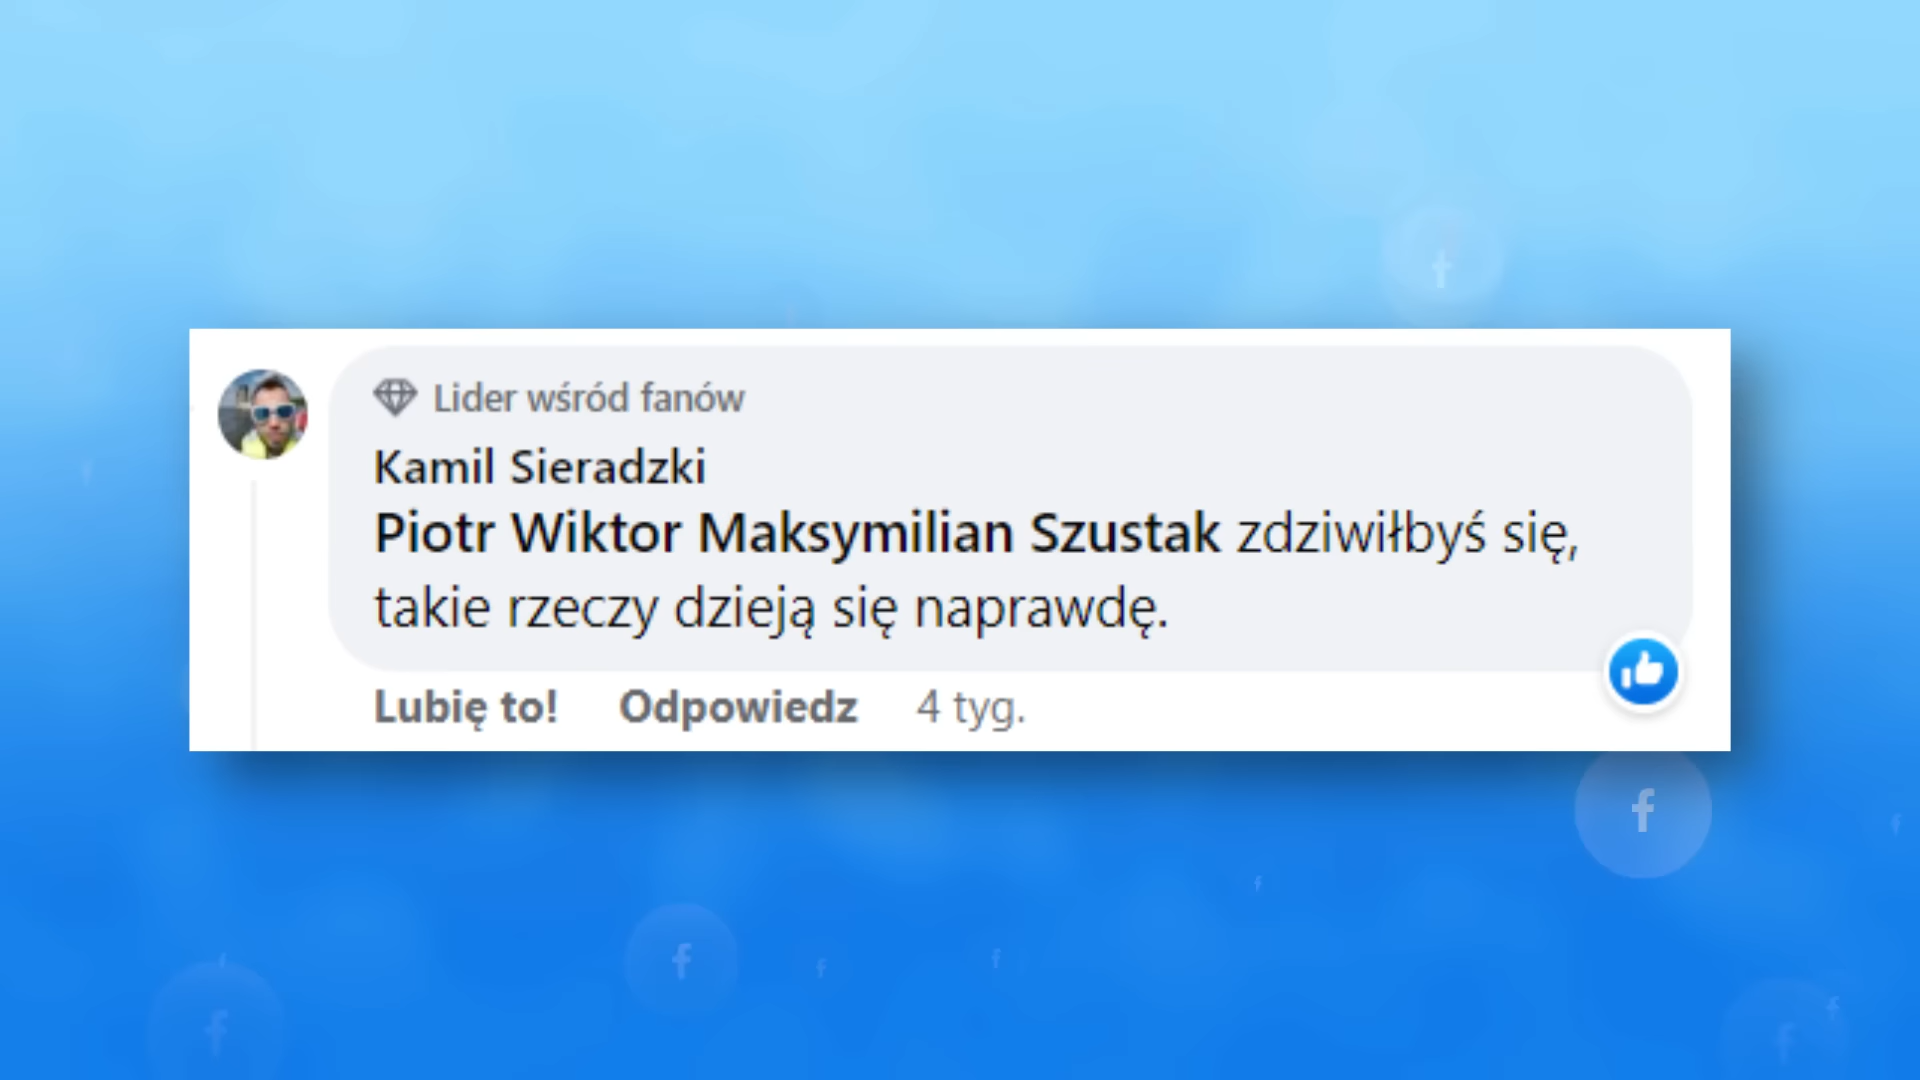 Lider wśród fanów
Kamil Sieradzki
Piotr Wiktor Maksymilian Szustak zdziwiłbyś się,
takie rzeczy dzieją się naprawdę.
Lubię to! Odpowiedz 4 tyg.